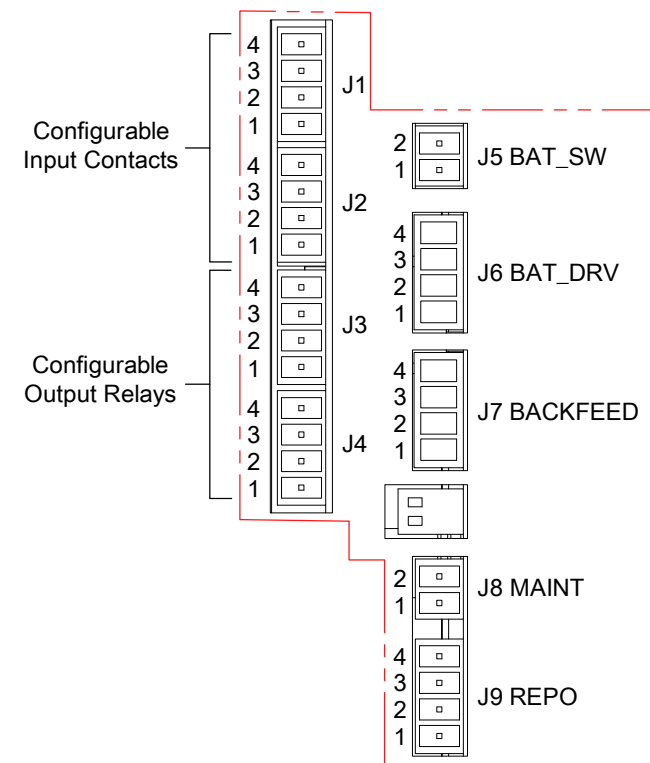 Configurable
Input Contacts
4
3
2
1
J1
4
3
2
1
J2
Configurable
Output Relays
4
3
2
1
J3
4
3
2
1
J4
2
1
J5 BAT_SW
4
3
2
1
J6 BAT_DRV
4
3
2
1
J7 BACKFEED
2
1
J8 MAINT
4
3
2
1
J9 REPO